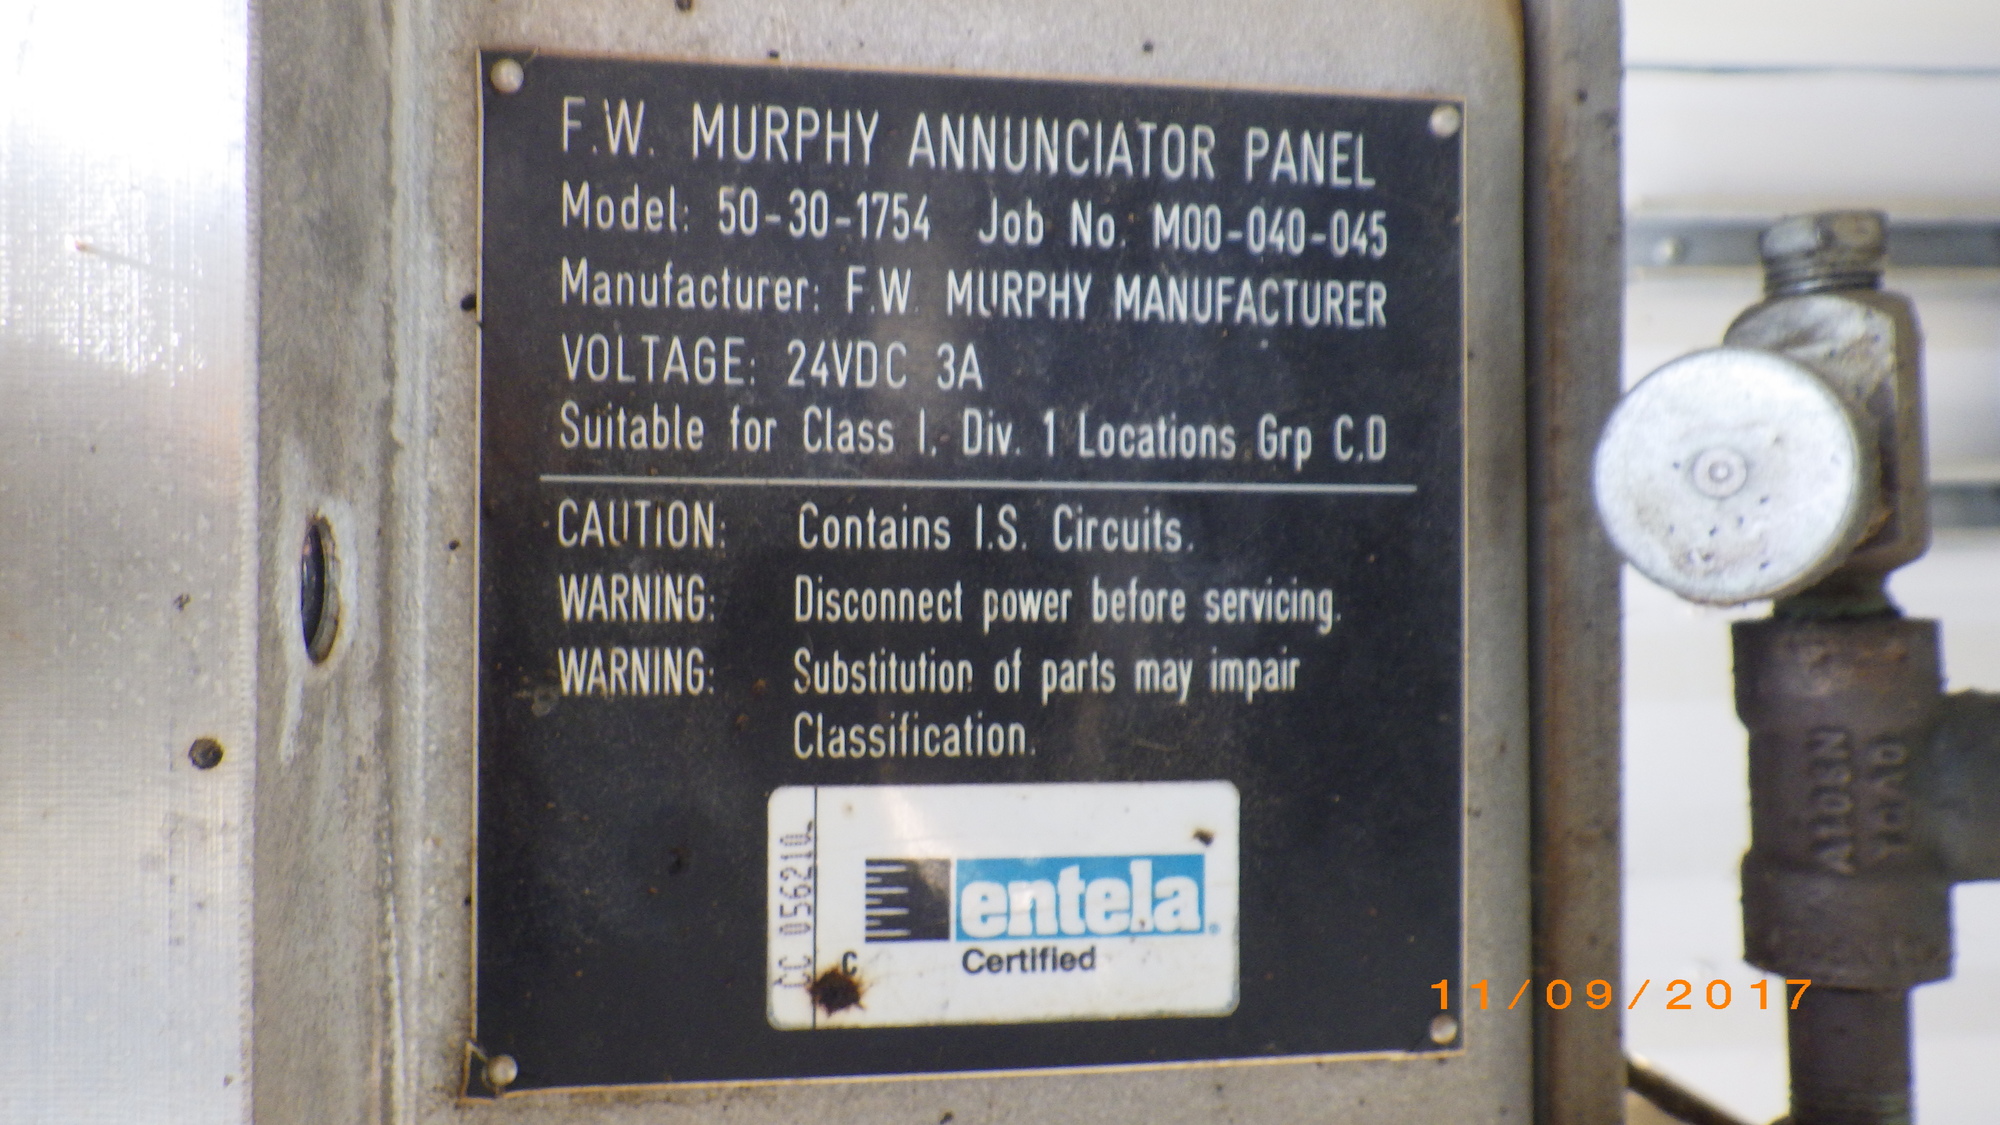 F.W. MURPHY ANNUNCIATOR PANEL
Model: 50-30-1754 Job No. M00-040-045
Manufacturer: F.W. MURPHY MANUFACTURER
VOLTAGE: 24VDC 3A
Suitable for Class I, Div. 1 Locations Grp C,D
CAUTION: Contains I.S. Circuits.
WARNING: Disconnect power before servicing.
WARNING: Substitution of parts may impair
Classification.
CC 056210
entela®
C
Certified
11/09/2017